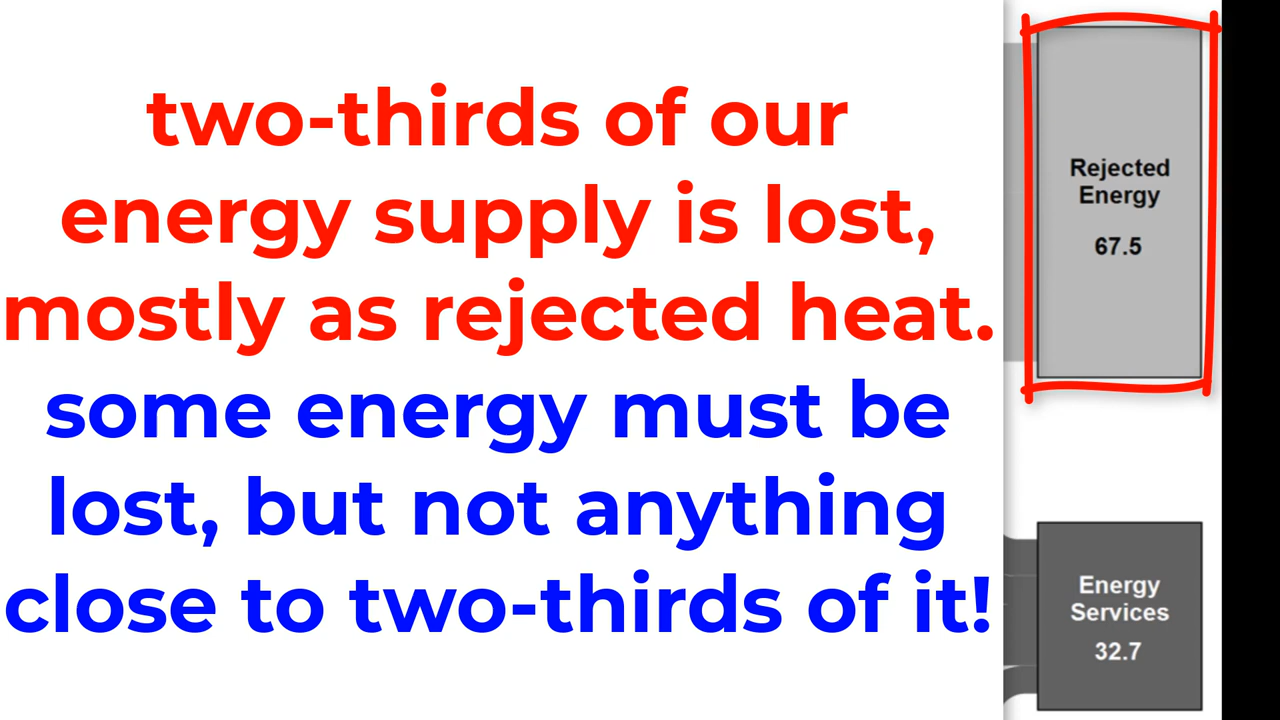 two-thirds of our
energy supply is lost,
mostly as rejected heat.
some energy must be
lost, but not anything
close to two-thirds of it!
Rejected
Energy
67.5
Energy
Services
32.7